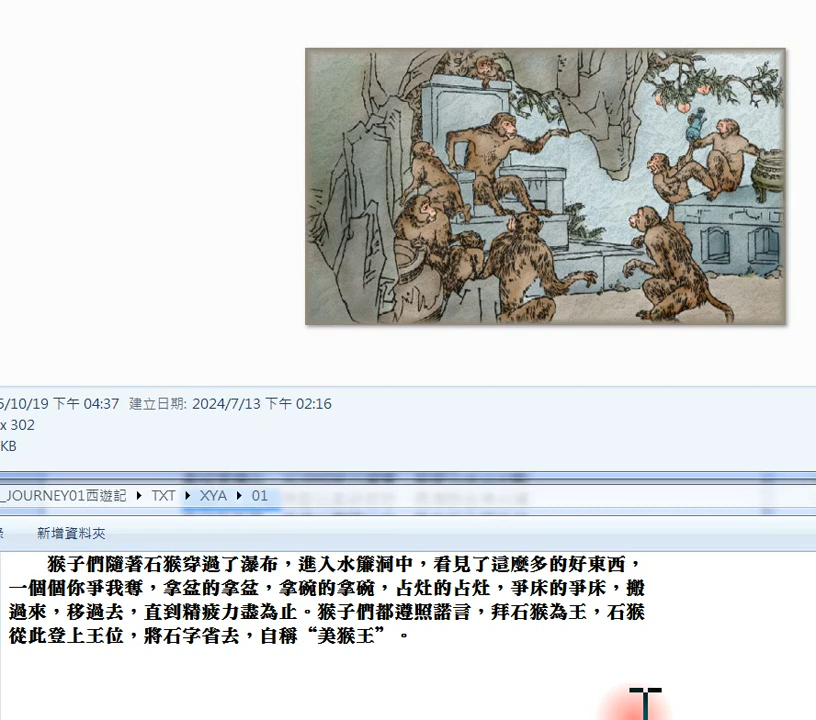 5/10/19 下午 04:37 建立日期: 2024/7/13 下午 02:16
x 302
KB
_JOURNEY01西遊記 ▸ TXT ▸ XYA ▸ 01
新增資料夾
猴子們隨著石猴穿過了瀑布，進入水簾洞中，看見了這麼多的好東西，
一個個你爭我奪，拿盆的拿盆，拿碗的拿碗，占灶的占灶，爭床的爭床，搬
過來，移過去，直到精疲力盡為止。猴子們都遵照諾言，拜石猴為王，石猴
從此登上王位，將石字省去，自稱“美猴王”。